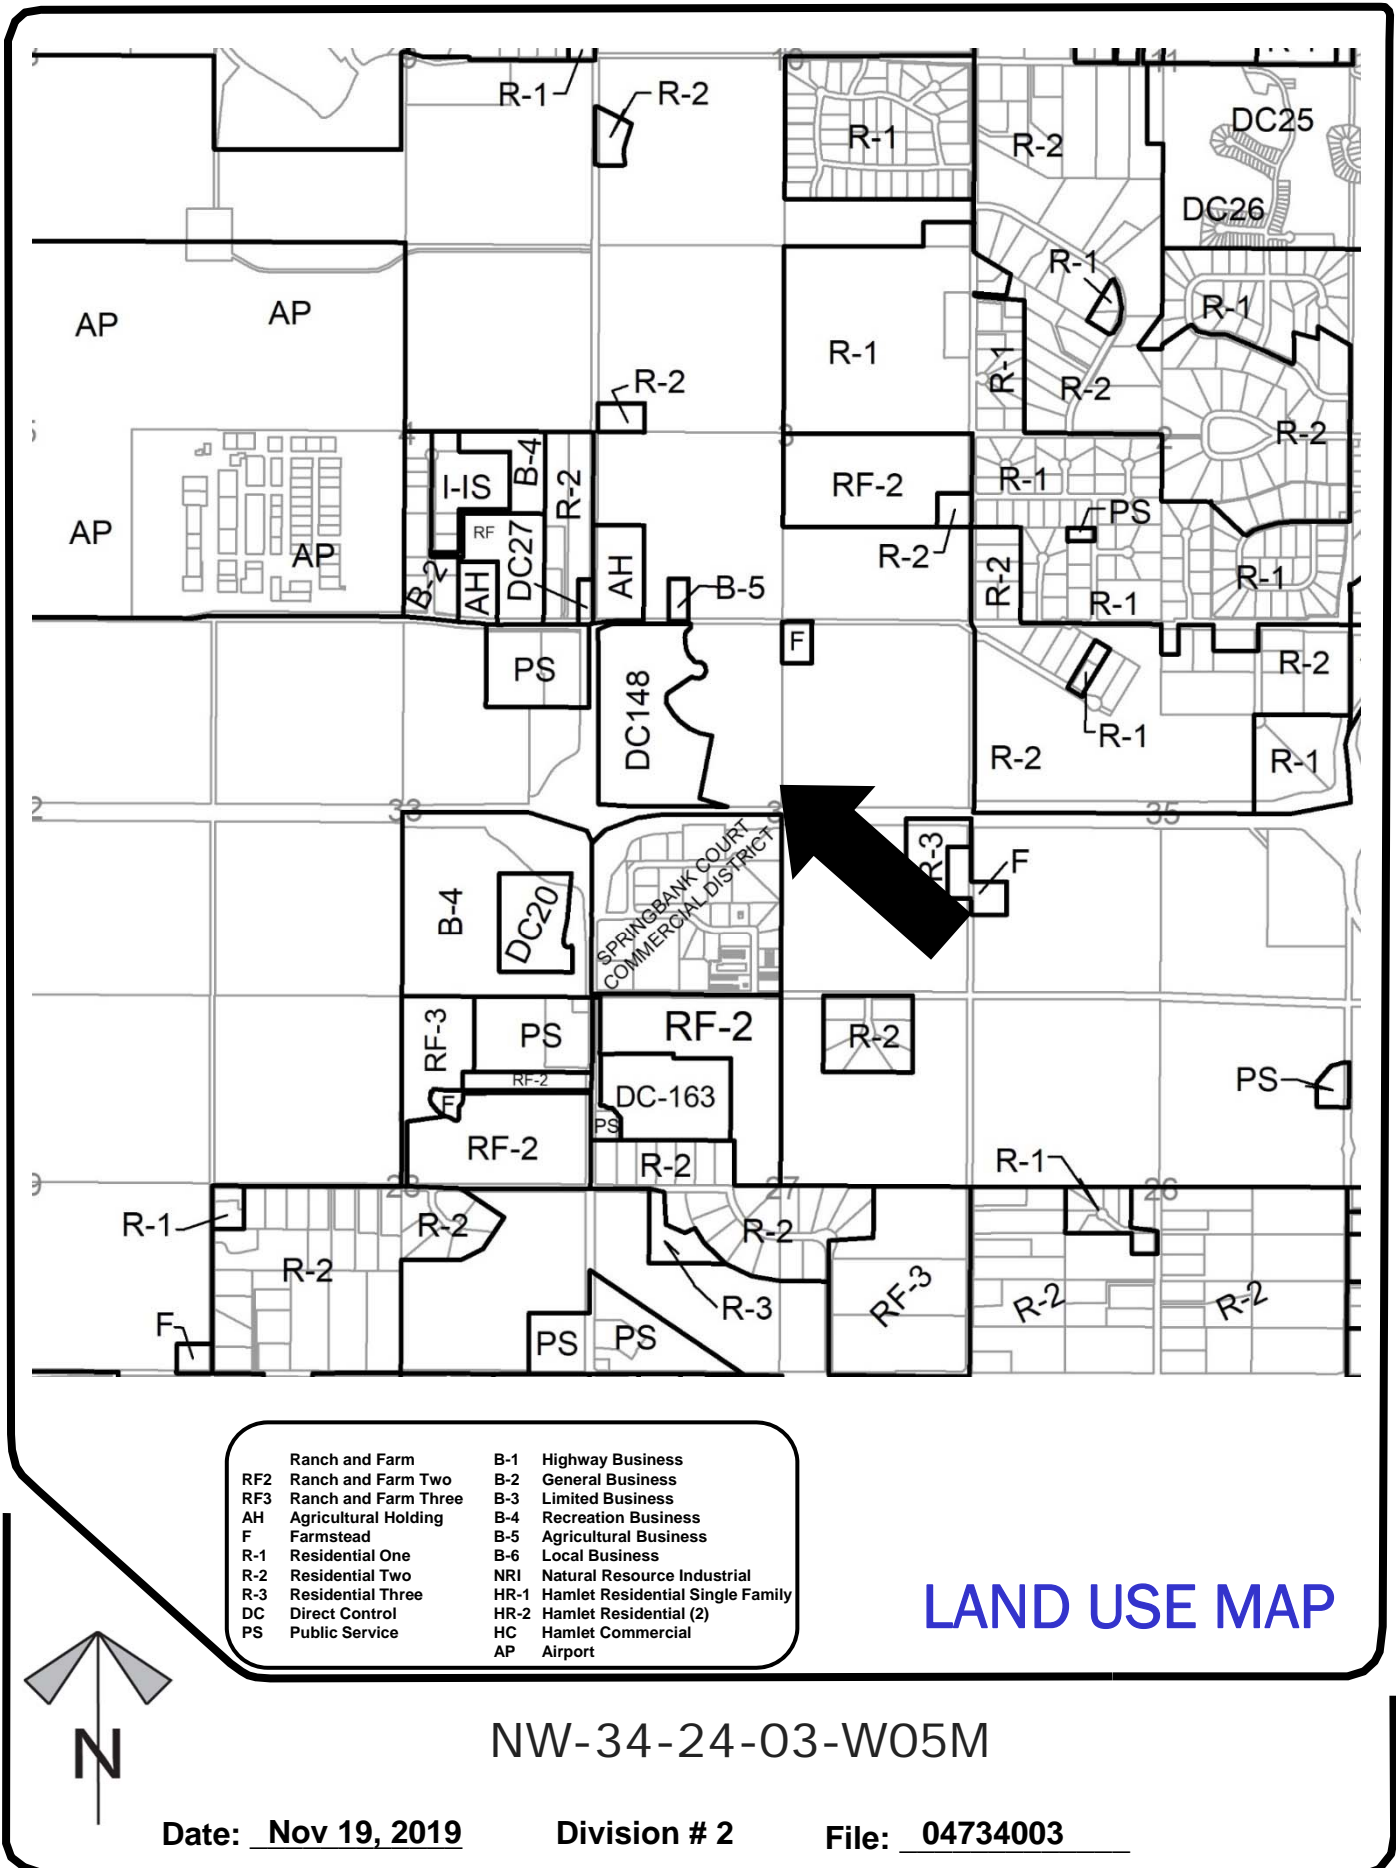 R-1
R-2
10
11
R-1
R-2
DC25
DC26
R-1
R-1
AP
AP
R-1
R-1
R-2
R-2
4
3
2
R-2
I-IS
B-4
R-2
RF-2
R-1
PS
AP
AP
RF
DC27
AH
B-2
AH
B-5
R-2
R-2
R-1
R-1
PS
DC148
F
R-2
R-1
R-2
R-1
33
35
B-4
DC20
SPRINGBANK COURT
COMMERCIAL DISTRICT
R-3
F
RF-3
PS
RF-2
R-2
RF-2
F
DC-163
PS
PS
RF-2
R-2
R-1
28
27
26
R-1
R-2
R-2
R-2
R-3
RF-3
R-2
R-2
F
PS
PS
Ranch and Farm
RF2 Ranch and Farm Two
RF3 Ranch and Farm Three
AH Agricultural Holding
F Farmstead
R-1 Residential One
R-2 Residential Two
R-3 Residential Three
DC Direct Control
PS Public Service
B-1 Highway Business
B-2 General Business
B-3 Limited Business
B-4 Recreation Business
B-5 Agricultural Business
B-6 Local Business
NRI Natural Resource Industrial
HR-1 Hamlet Residential Single Family
HR-2 Hamlet Residential (2)
HC Hamlet Commercial
AP Airport
LAND USE MAP
N
NW-34-24-03-W05M
Date: Nov 19, 2019 Division # 2 File: 04734003